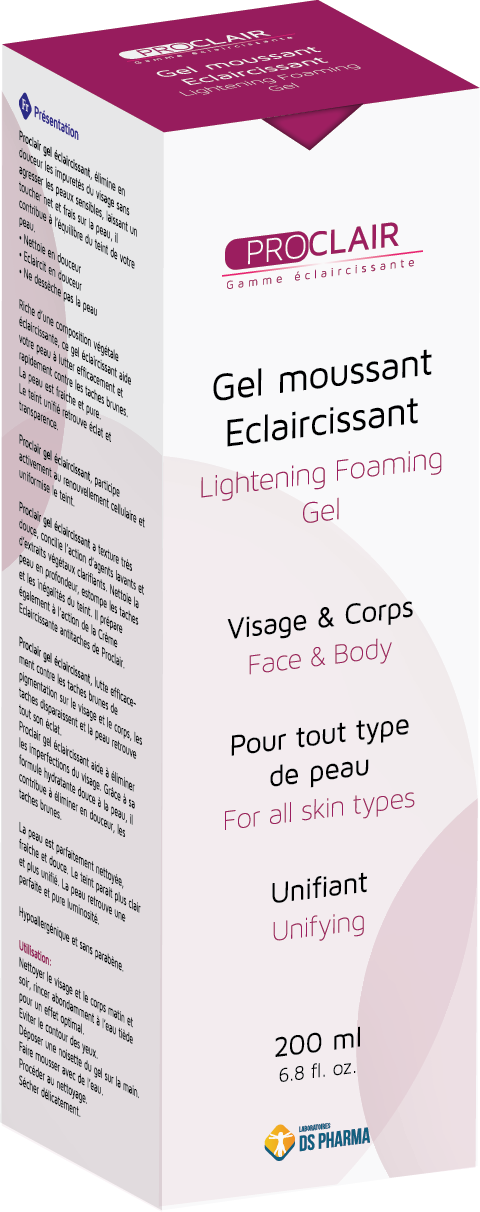 PROCLAIR
Gamme éclaircissante
Gel moussant
Eclaircissant
Lightening Foaming
Gel
PROCLAIR
Gamme éclaircissante
Gel moussant
Eclaircissant
Lightening Foaming
Gel
Visage & Corps
Face & Body
Pour tout type
de peau
For all skin types
Unifiant
Unifying
200 ml
6.8 fl. oz.
LABORATOIRES
DS PHARMA
Fr Présentation
Proclair gel éclaircissant, élimine en
douceur les impuretés du visage sans
agresser les peaux sensibles, laissant un
toucher net et frais sur la peau, il
contribue à l'équilibre du teint de votre
peau.
• Nettoie en douceur
• Eclaircit en douceur
• Ne dessèche pas la peau
Riche d'une composition végétale
éclaircissante, ce gel éclaircissant aide
votre peau à lutter efficacement et
rapidement contre les taches brunes.
La peau est fraiche et pure.
Le teint unifié retrouve éclat et
transparence.
Proclair gel éclaircissant, participe
activement au renouvellement cellulaire et
uniformise le teint.
Proclair gel éclaircissant a texture très
douce, concilie l'action d'agents lavants et
d'extraits végétaux clarifiants. Nettoie la
peau en profondeur, estompe les taches
et les inégalités du teint. Il prépare
également à l'action de la Crème
Eclaircissante antitaches de Proclair.
Proclair gel éclaircissant, lutte efficace-
ment contre les taches brunes de
pigmentation sur le visage et le corps, les
taches disparaissent et la peau retrouve
tout son éclat.
Proclair gel éclaircissant aide à éliminer
les imperfections du visage. Grâce à sa
formule hydratante douce à la peau, il
contribue à éliminer en douceur, les
taches brunes.
La peau est parfaitement nettoyée,
fraîche et douce. Le teint parait plus clair
et plus unifié. La peau retrouve une
parfaite et pure luminosité.
Hypoallergénique et sans parabène.
Utilisation:
Nettoyer le visage et le corps matin et
soir, rincer abondamment à l'eau tiède
pour un effet optimal.
Eviter le contour des yeux.
Déposer une noisette du gel sur la main.
Faire mousser avec de l'eau.
Procéder au nettoyage.
Sécher délicatement.